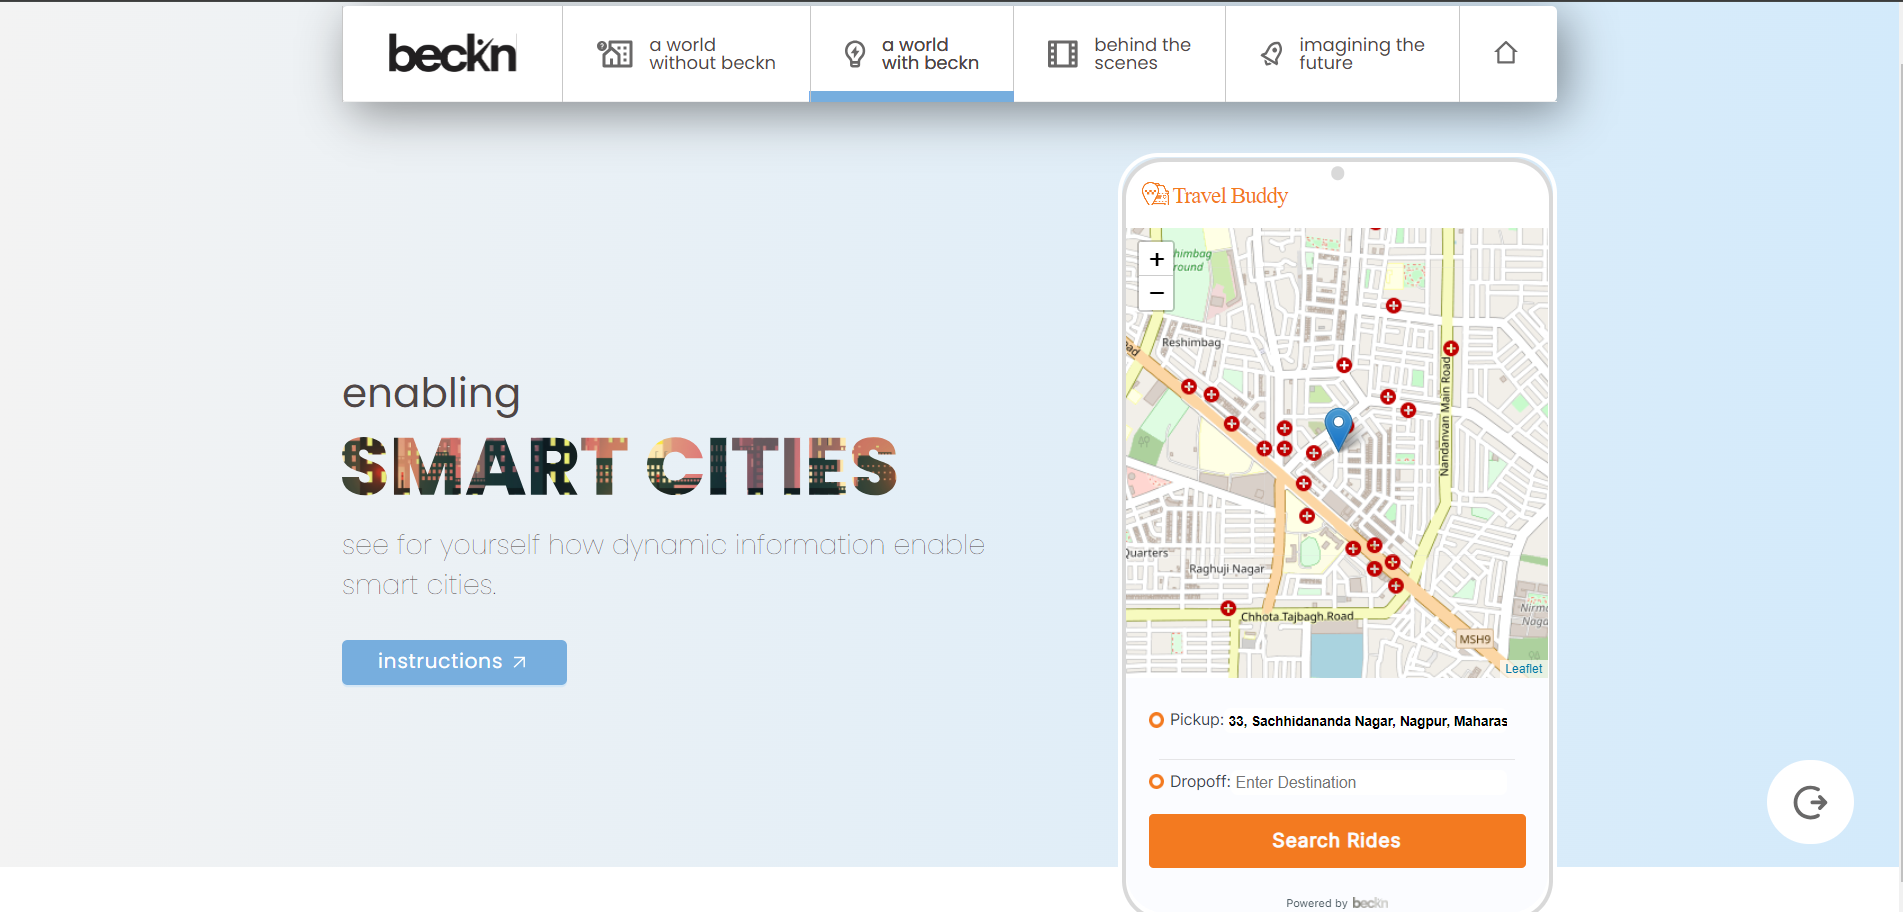 beckn
a world
without beckn
a world
with beckn
behind the
scenes
imagining the
future
enabling
SMART CITIES
see for yourself how dynamic information enable
smart cities.
instructions
Travel Buddy
+
−
himbag
round
Reshimbag
ad
Nandanvan Main Road
Quarters
Raghuji Nagar
Chhota Tajbagh Road
Nirm
Naga
MSH9
Leaflet
Pickup: 33, Sachhidananda Nagar, Nagpur, Maharas
Dropoff: Enter Destination
Search Rides
Powered by beckn